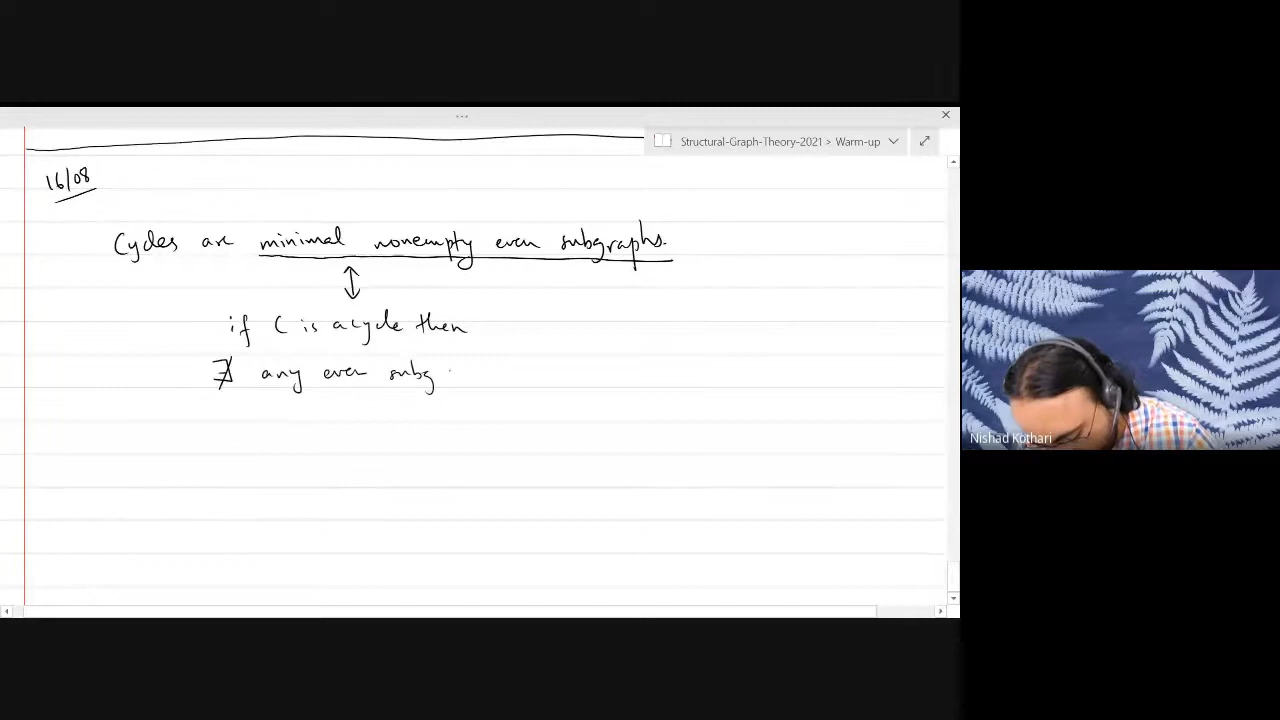 Structural-Graph-Theory-2021 > Warm-up
16/08
Cycles are minimal nonempty even subgraphs.
↕
if C is a cycle then
∄ any even subg
Nishad Kothari